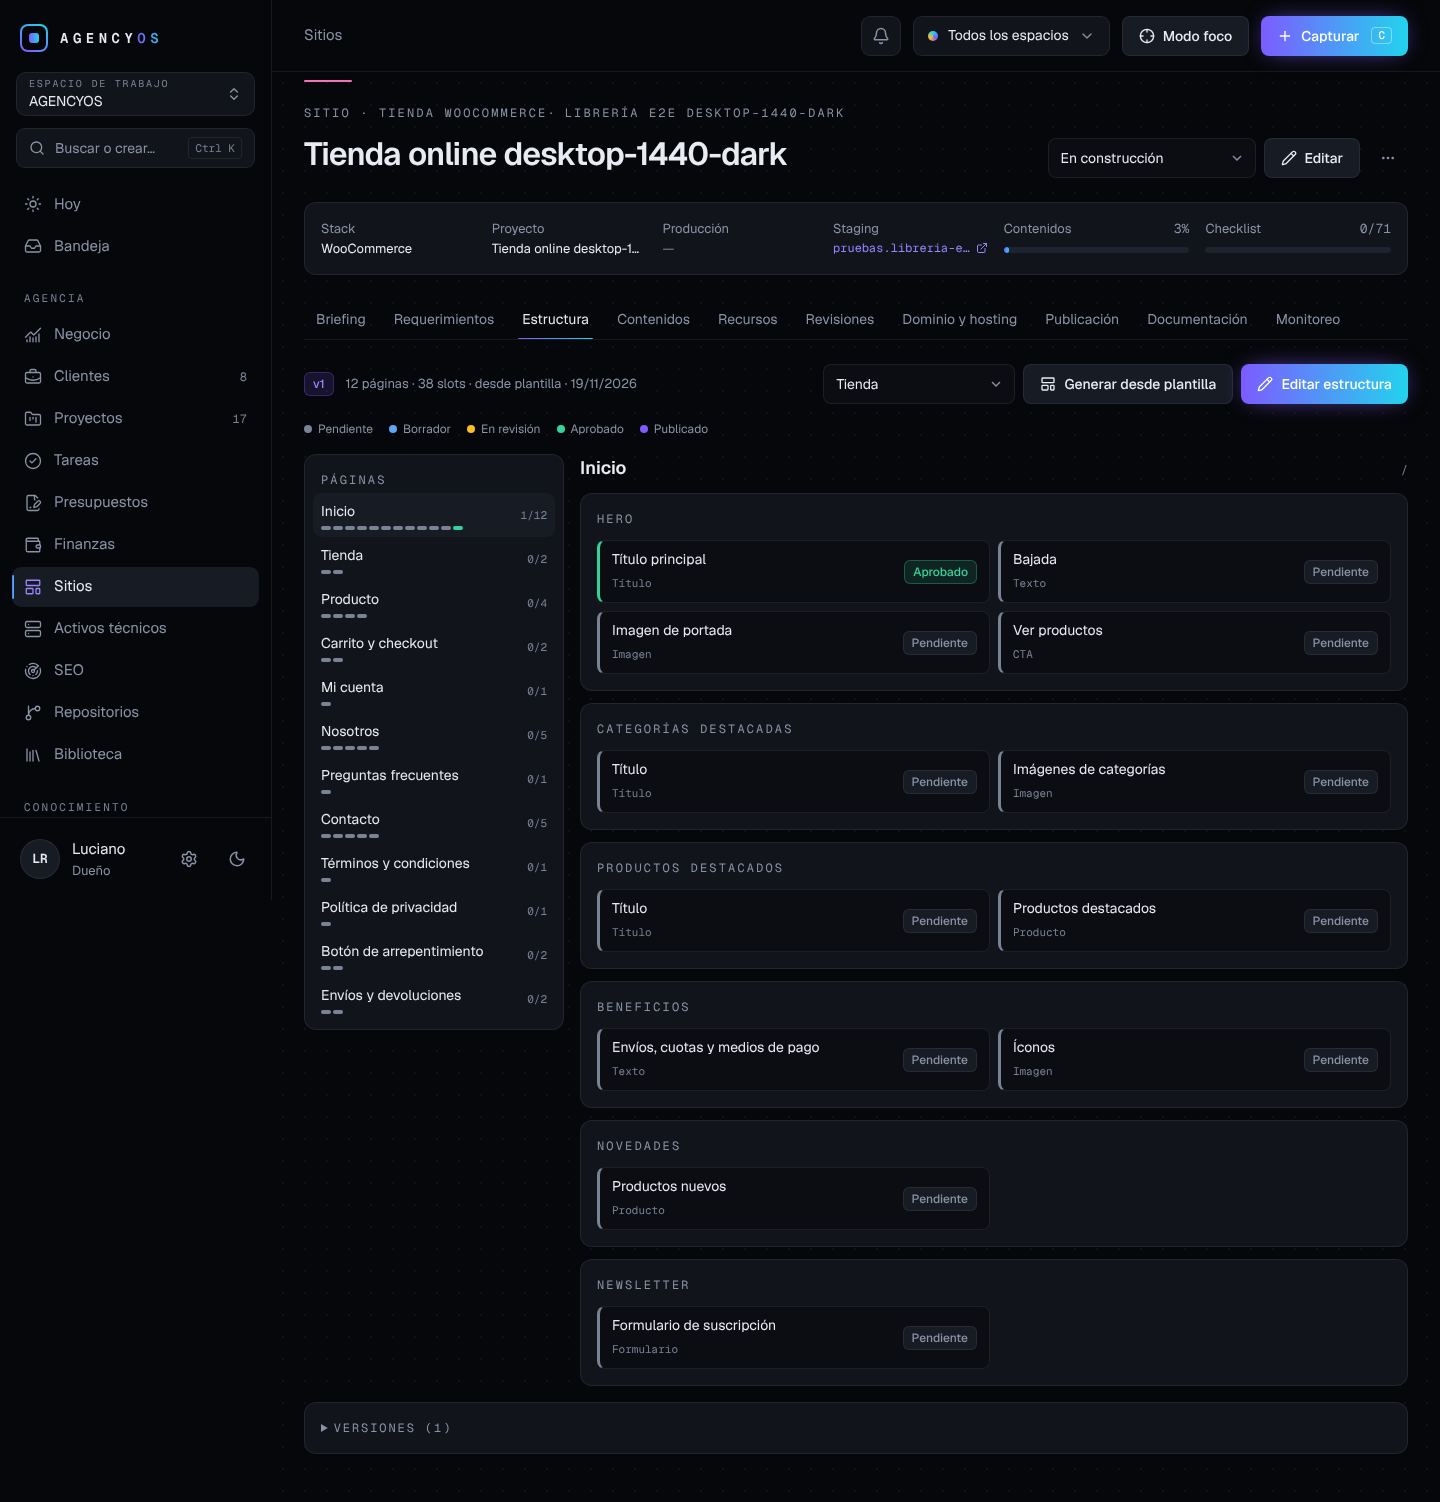 AGENCYOS
ESPACIO DE TRABAJO
AGENCYOS
Buscar o crear... Ctrl K
Hoy
Bandeja
AGENCIA
Negocio
Clientes 8
Proyectos 17
Tareas
Presupuestos
Finanzas
Sitios
Activos técnicos
SEO
Repositorios
Biblioteca
CONOCIMIENTO
LR
Luciano
Dueño
Sitios
Todos los espacios
Modo foco
Capturar C
SITIO · TIENDA WOOCOMMERCE· LIBRERÍA E2E DESKTOP-1440-DARK
Tienda online desktop-1440-dark
En construcción
Editar
Stack
WooCommerce
Proyecto
Tienda online desktop-1…
Producción
—
Staging
pruebas.libreria-e…
Contenidos 3%
Checklist 0/71
Briefing Requerimientos Estructura Contenidos Recursos Revisiones Dominio y hosting Publicación Documentación Monitoreo
v1 12 páginas · 38 slots · desde plantilla · 19/11/2026
Tienda
Generar desde plantilla
Editar estructura
Pendiente Borrador En revisión Aprobado Publicado
PÁGINAS
Inicio 1/12
Tienda 0/2
Producto 0/4
Carrito y checkout 0/2
Mi cuenta 0/1
Nosotros 0/5
Preguntas frecuentes 0/1
Contacto 0/5
Términos y condiciones 0/1
Política de privacidad 0/1
Botón de arrepentimiento 0/2
Envíos y devoluciones 0/2
Inicio /
HERO
Título principal
Título
Aprobado
Bajada
Texto
Pendiente
Imagen de portada
Imagen
Pendiente
Ver productos
CTA
Pendiente
CATEGORÍAS DESTACADAS
Título
Título
Pendiente
Imágenes de categorías
Imagen
Pendiente
PRODUCTOS DESTACADOS
Título
Título
Pendiente
Productos destacados
Producto
Pendiente
BENEFICIOS
Envíos, cuotas y medios de pago
Texto
Pendiente
Íconos
Imagen
Pendiente
NOVEDADES
Productos nuevos
Producto
Pendiente
NEWSLETTER
Formulario de suscripción
Formulario
Pendiente
VERSIONES (1)